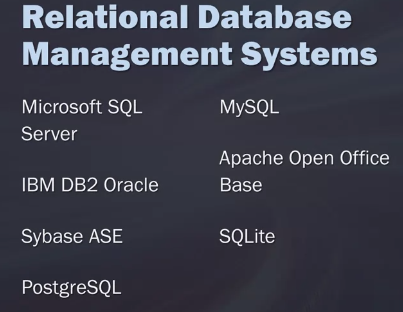 Relational Database
Management Systems
Microsoft SQL
Server
IBM DB2 Oracle
Sybase ASE
PostgreSQL
MySQL
Apache Open Office
Base
SQLite